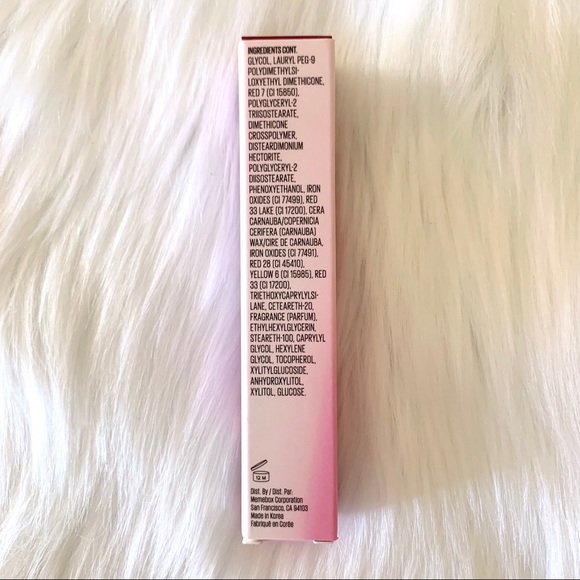 INGREDIENTS CONT.
GLYCOL, LAURYL PEG-9
POLYDIMETHYLSI-
LOXYETHYL DIMETHICONE,
RED 7 (CI 15850),
POLYGLYCERYL-2
TRIISOSTEARATE,
DIMETHICONE
CROSSPOLYMER,
DISTEARDIMONIUM
HECTORITE,
POLYGLYCERYL-2
DIISOSTEARATE,
PHENOXYETHANOL, IRON
OXIDES (CI 77499), RED
33 LAKE (CI 17200), CERA
CARNAUBA/COPERNICIA
CERIFERA (CARNAUBA)
WAX/CIRE DE CARNAUBA,
IRON OXIDES (CI 77491),
RED 28 (CI 45410),
YELLOW 6 (CI 15985), RED
33 (CI 17200),
TRIETHOXYCAPRYLYLSI-
LANE, CETEARETH-20,
FRAGRANCE (PARFUM),
ETHYLHEXYLGLYCERIN,
STEARETH-100, CAPRYLYL
GLYCOL, HEXYLENE
GLYCOL, TOCOPHEROL,
XYLITYLGLUCOSIDE,
ANHYDROXYLITOL,
XYLITOL, GLUCOSE.
12 M
Dist. By / Dist. Par:
Memebox Corporation
San Francisco, CA 94103
Made in Korea
Fabriqué en Corée